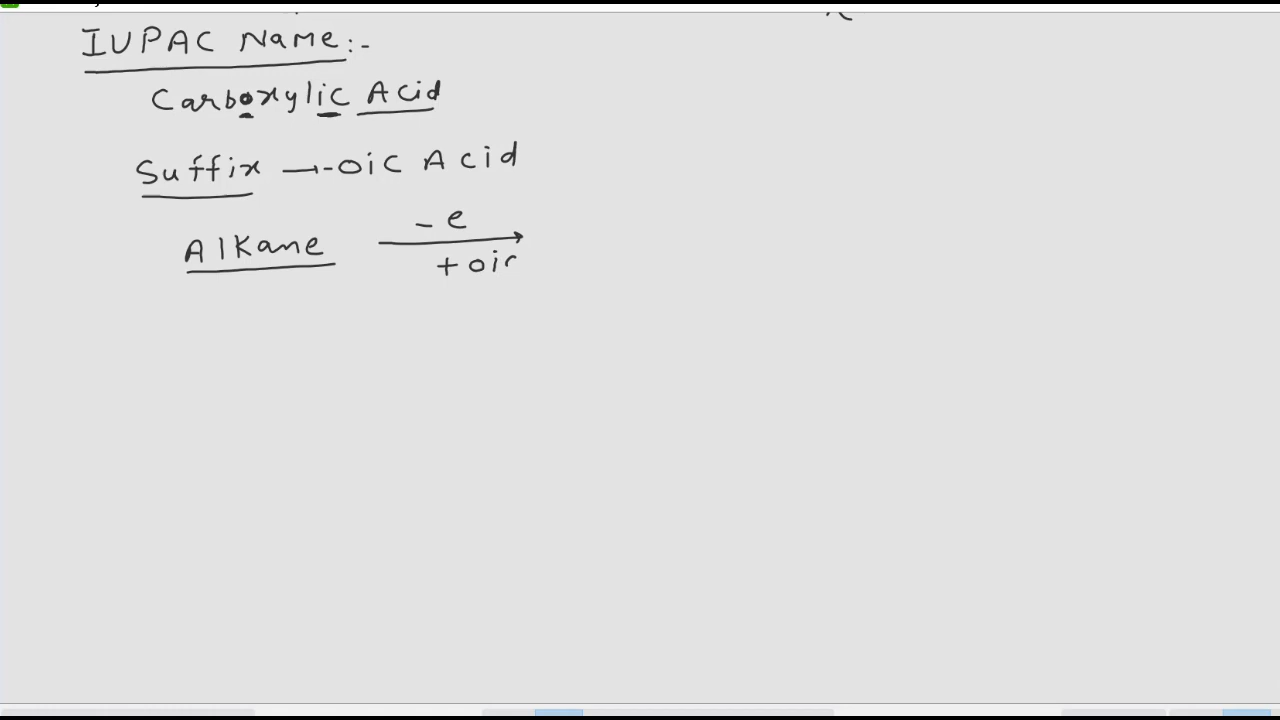 IUPAC Name:-
Carboxylic Acid
Suffix → -Oic Acid
Alkane - e
+ oic